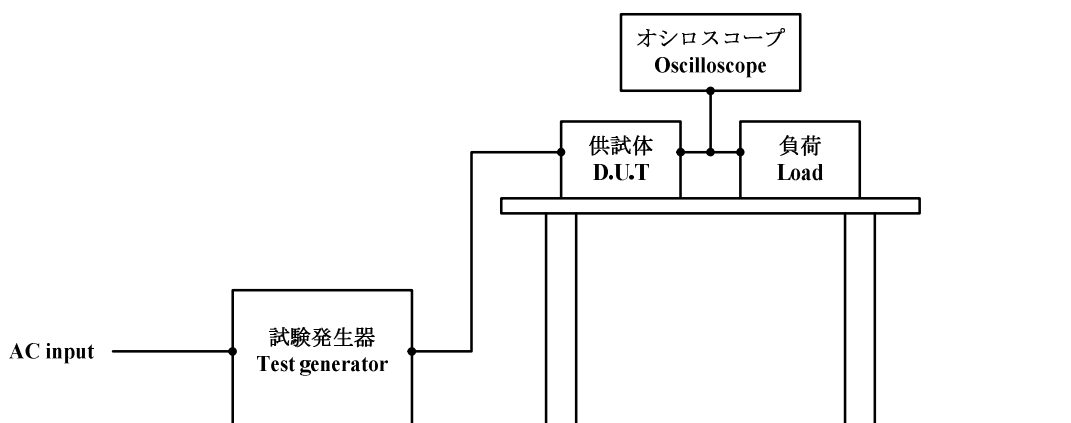 オシロスコープ
Oscilloscope
供試体
D.U.T
負荷
Load
試験発生器
Test generator
AC input